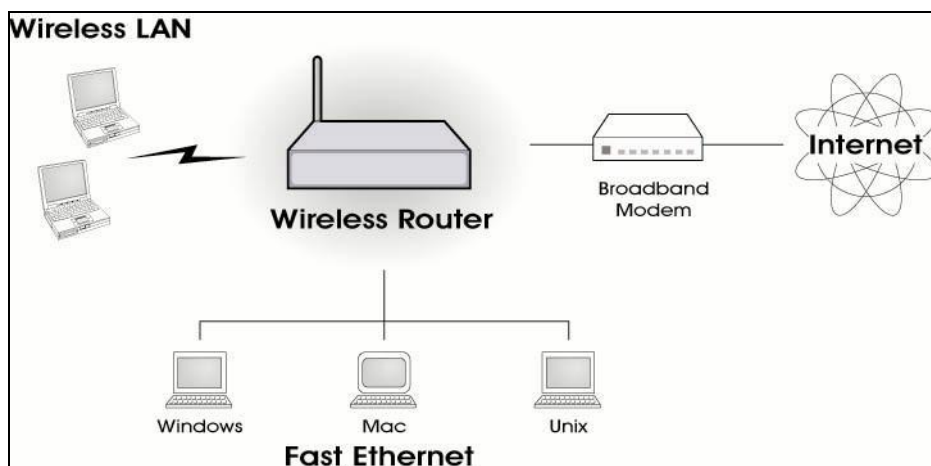 Wireless LAN
Internet
Broadband
Modem
Wireless Router
Windows
Mac
Unix
Fast Ethernet